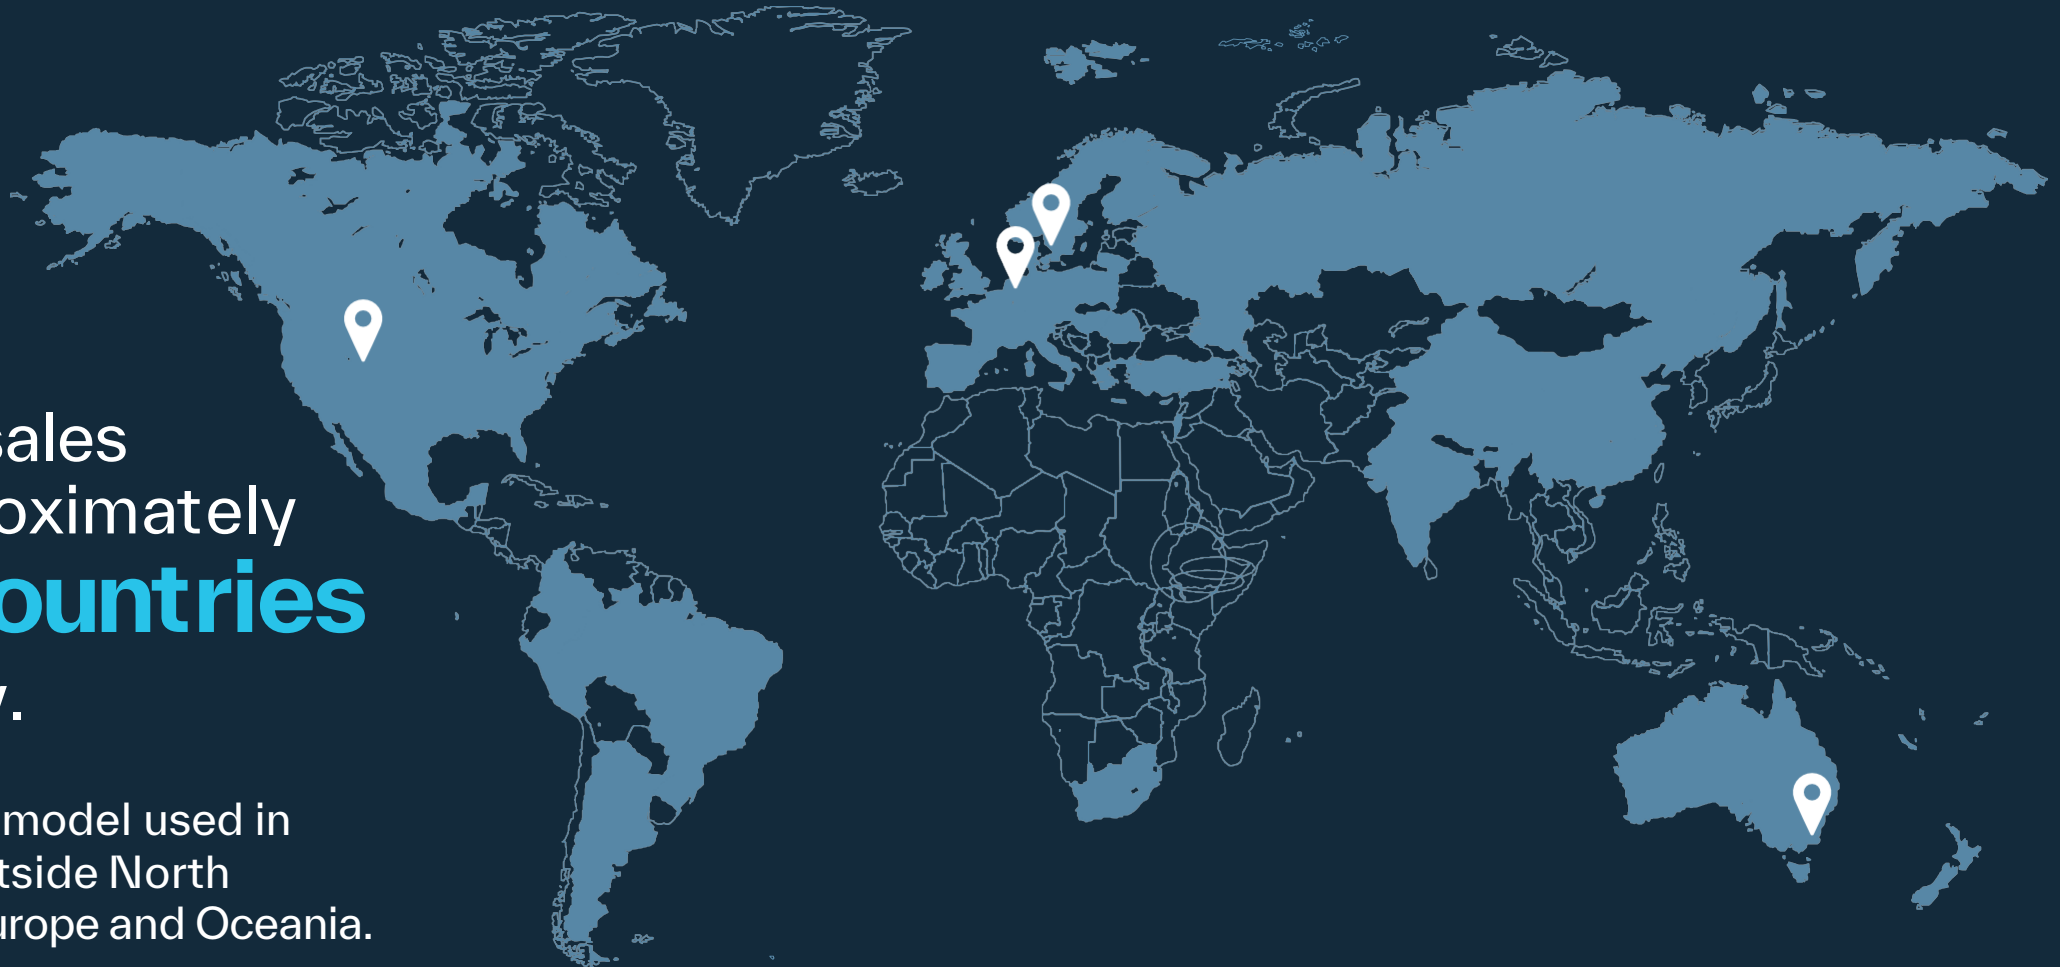 sales
oximately
ountries
y.
model used in
tside North
urope and Oceania.